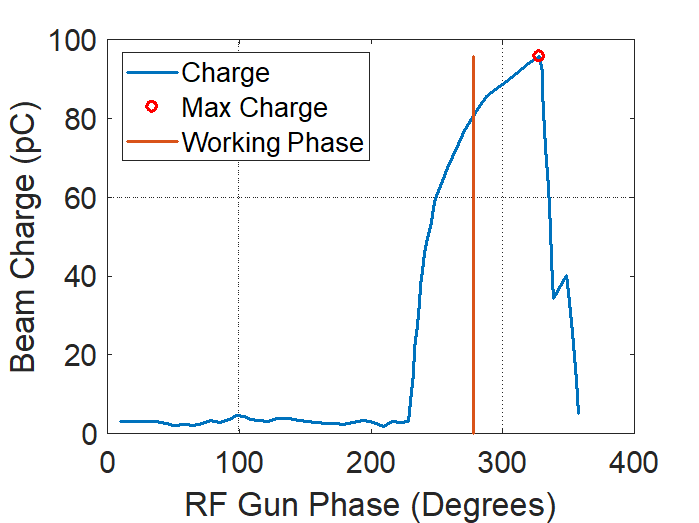 100
80
60
40
20
0
Beam Charge (pC)
Charge
Max Charge
Working Phase
0 100 200 300 400
RF Gun Phase (Degrees)